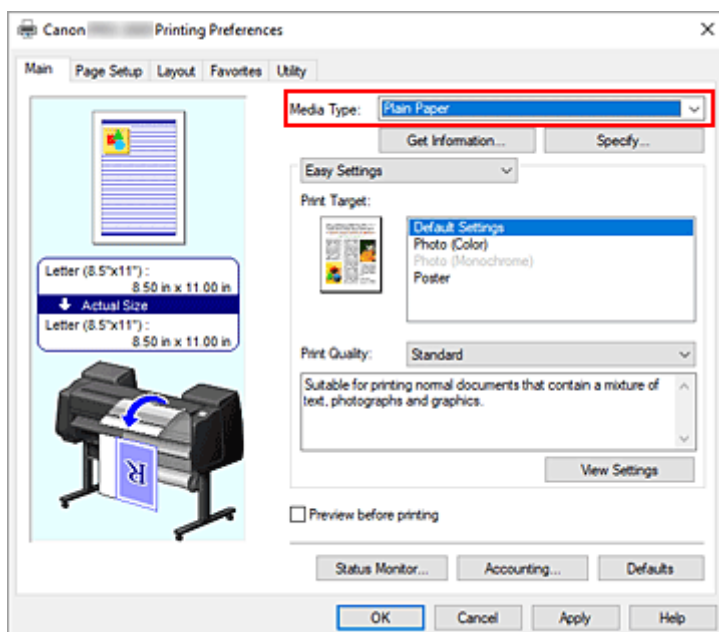 Canon Printing Preferences
Main Page Setup Layout Favorites Utility
Media Type: Plain Paper
Get Information... Specify...
Easy Settings
Print Target:
Default Settings
Photo (Color)
Photo (Monochrome)
Poster
Letter (8.5"x11") :
8.50 in x 11.00 in
Actual Size
Letter (8.5"x11") :
8.50 in x 11.00 in
R
Print Quality: Standard
Suitable for printing normal documents that contain a mixture of
text, photographs and graphics.
View Settings
Preview before printing
Status Monitor... Accounting... Defaults
OK Cancel Apply Help